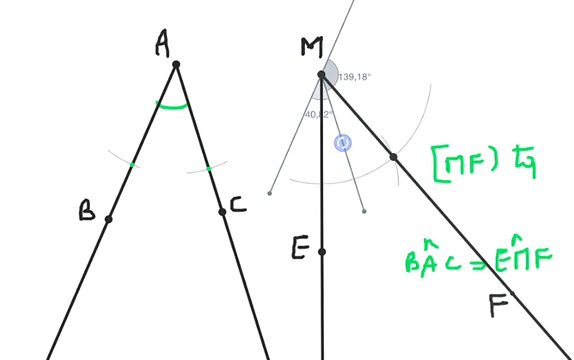 A
M
139,18°
40,82°
[MF) tq
B
C
BÂC = EM̂F
E
F